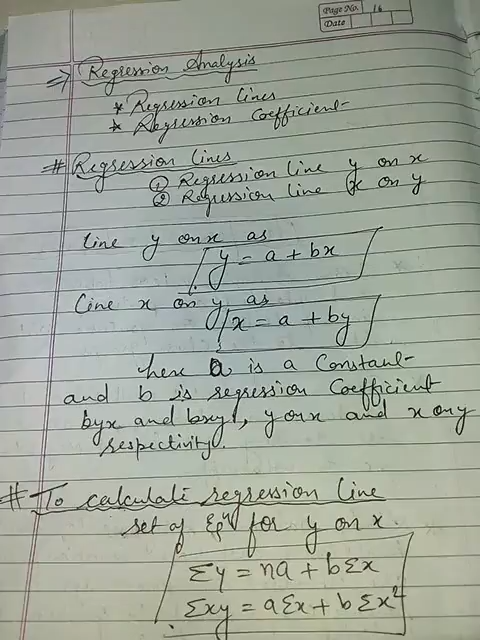 Page No. 16
Date
⇒ Regression Analysis
* Regression lines
* Regression Coefficient
# Regression lines
① Regression line y on x
② Regression line x on y
line y on x as
y = a + bx
Line x on y as
x = a + by
here a is a Constant
and b is regression Coefficient
byx and bxy, y on x and x on y
respectivity.
# To calculate regression line
set of Eqn for y on x.
Σy = na + bΣx
Σxy = aΣx + bΣx²